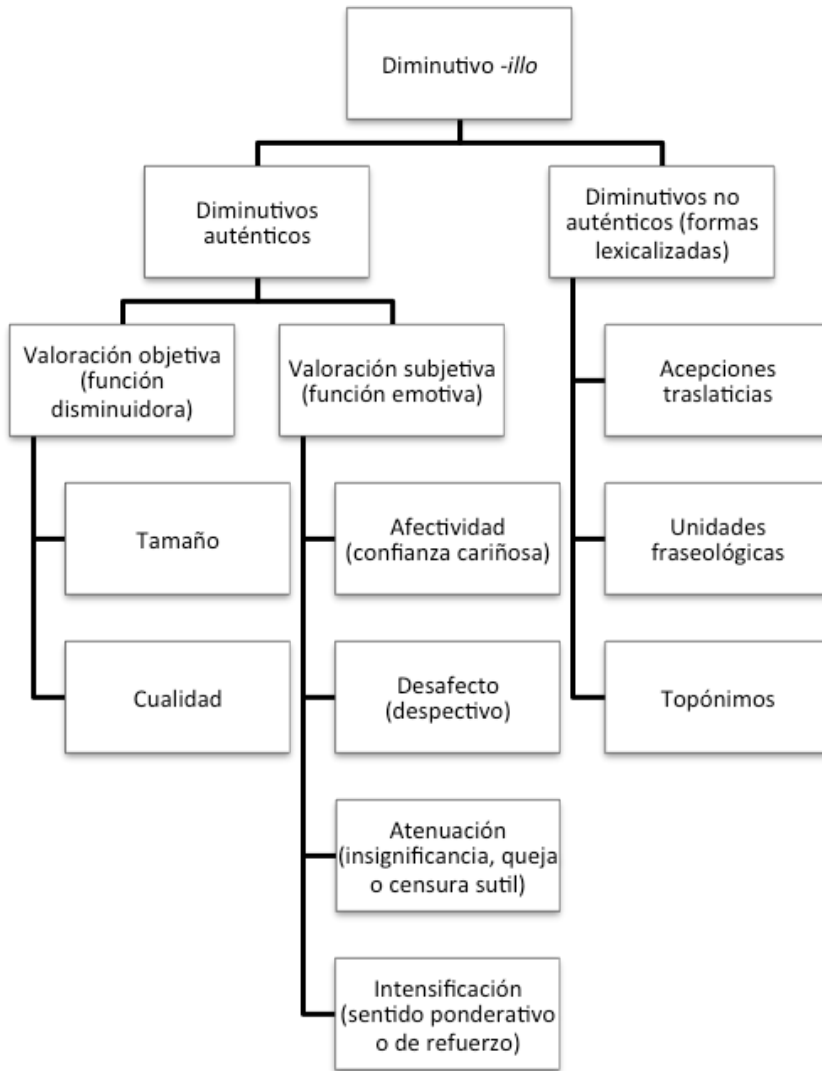 Diminutivo -illo
Diminutivos
auténticos
Diminutivos no
auténticos (formas
lexicalizadas)
Valoración objetiva
(función
disminuidora)
Valoración subjetiva
(función emotiva)
Acepciones
traslaticias
Tamaño
Afectividad
(confianza cariñosa)
Unidades
fraseológicas
Cualidad
Desafecto
(despectivo)
Topónimos
Atenuación
(insignificancia, queja
o censura sutil)
Intensificación
(sentido ponderativo
o de refuerzo)